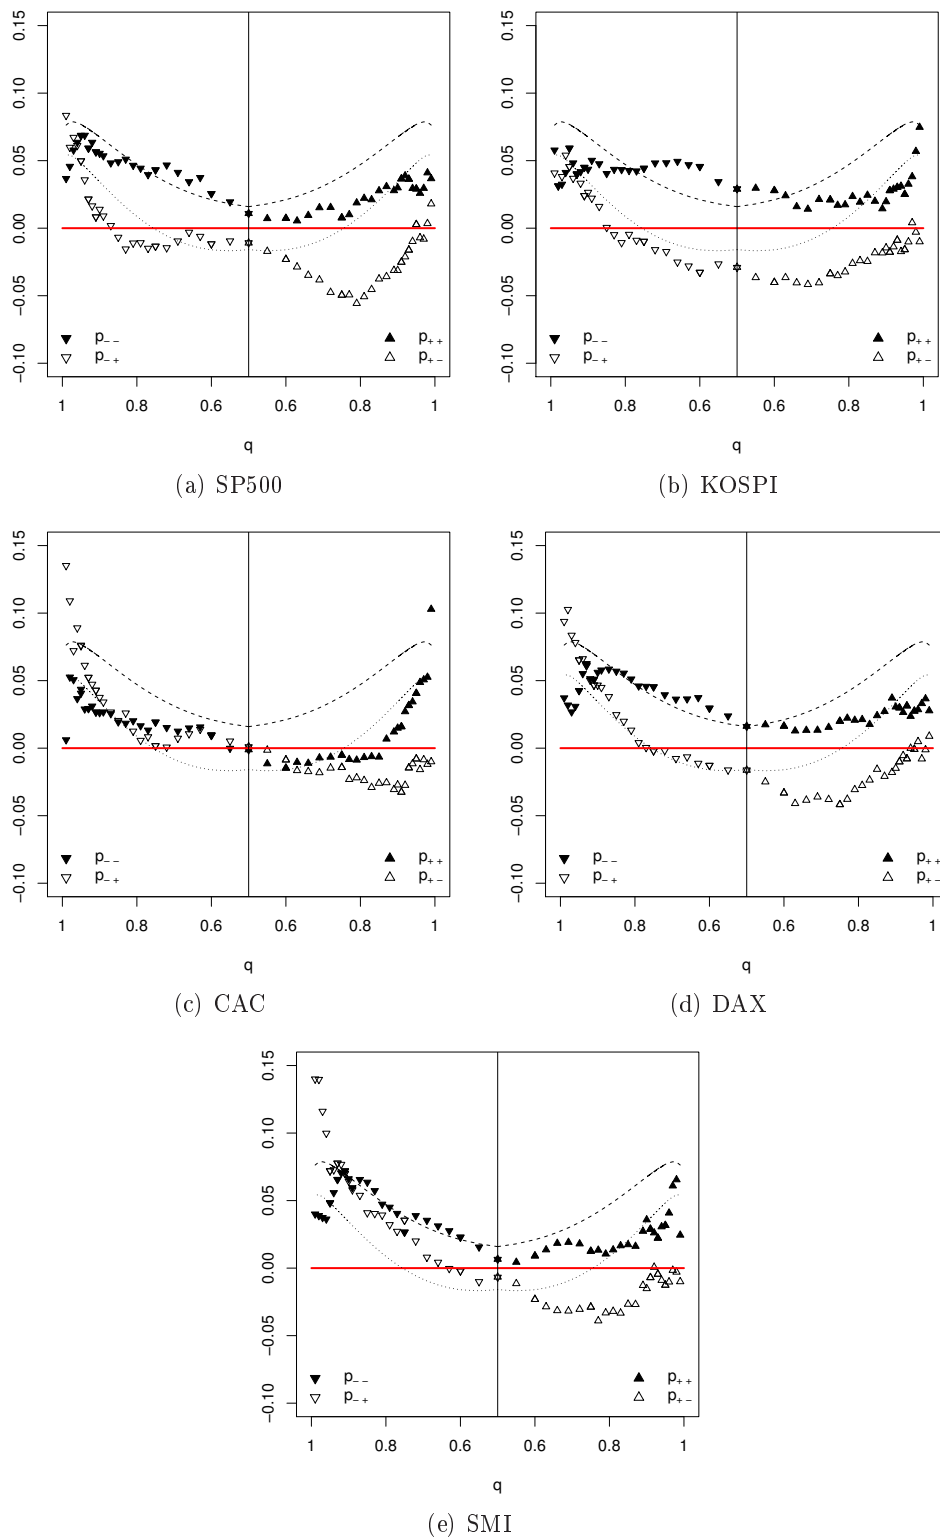 0.15 0.15
0.10 0.10
0.05 0.05
0.00 0.00
−0.05 −0.05
−0.10 −0.10
p−− p++ p−− p++
p−+ p+− p−+ p+−
1 0.8 0.6 0.6 0.8 1 1 0.8 0.6 0.6 0.8 1
q q
(a) SP500 (b) KOSPI
0.15 0.15
0.10 0.10
0.05 0.05
0.00 0.00
−0.05 −0.05
−0.10 −0.10
p−− p++ p−− p++
p−+ p+− p−+ p+−
1 0.8 0.6 0.6 0.8 1 1 0.8 0.6 0.6 0.8 1
q q
(c) CAC (d) DAX
0.15
0.10
0.05
0.00
−0.05
−0.10
p−− p++
p−+ p+−
1 0.8 0.6 0.6 0.8 1
q
(e) SMI